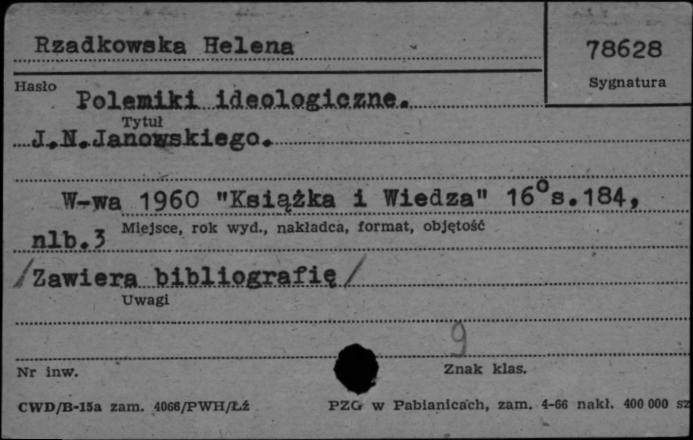 Rzadkowska Helena
78628
Sygnatura
Hasło
Polemiki ideologiczne.
Tytuł
J.N.Janowskiego.
W-wa 1960 "Książka i Wiedza" 16° s.184,
Miejsce, rok wyd., nakładca, format, objętość
nlb.3
/Zawiera bibliografię/
Uwagi
9
Nr inw.
Znak klas.
CWD/B-15a zam. 4066/PWH/Łź
PZG w Pabianicach, zam. 4-66 nakł. 400 000 sz